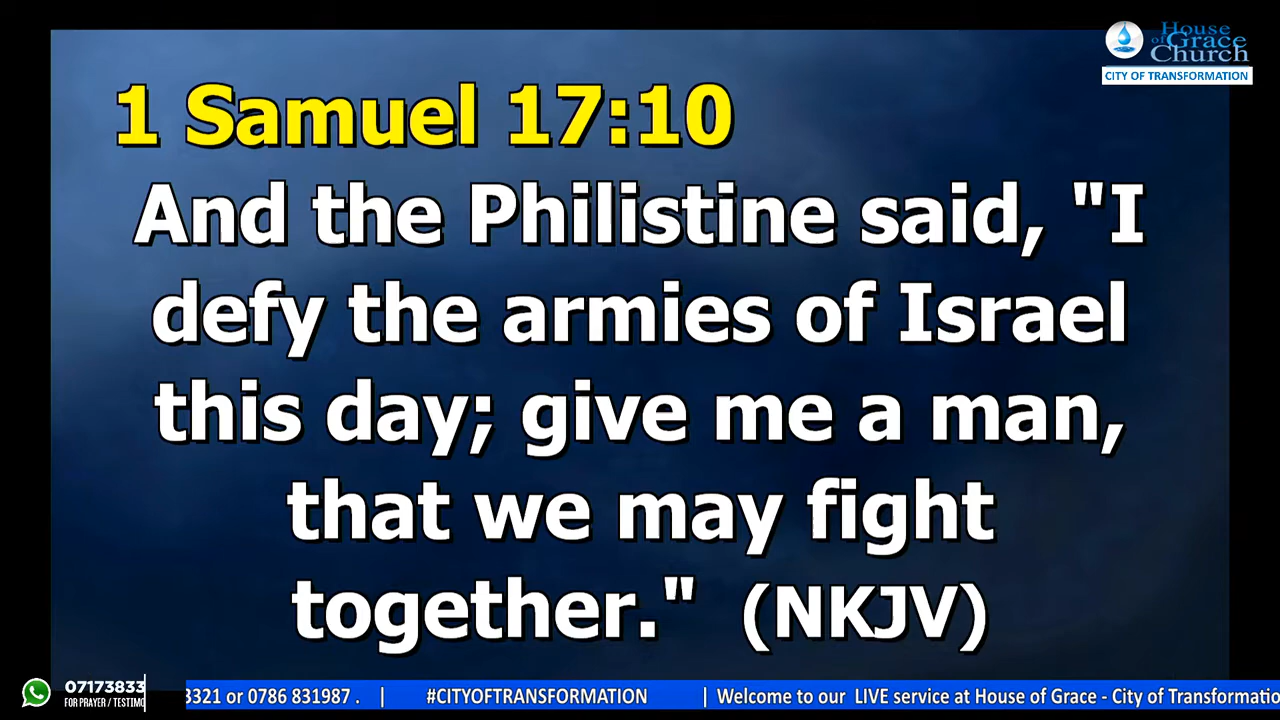 House
of Grace
Church
CITY OF TRANSFORMATION
1 Samuel 17:10
And the Philistine said, "I
defy the armies of Israel
this day; give me a man,
that we may fight
together." (NKJV)
07173833
FOR PRAYER / TESTIMO
3321 or 0786 831987 . | #CITYOFTRANSFORMATION | Welcome to our LIVE service at House of Grace - City of Transformatio